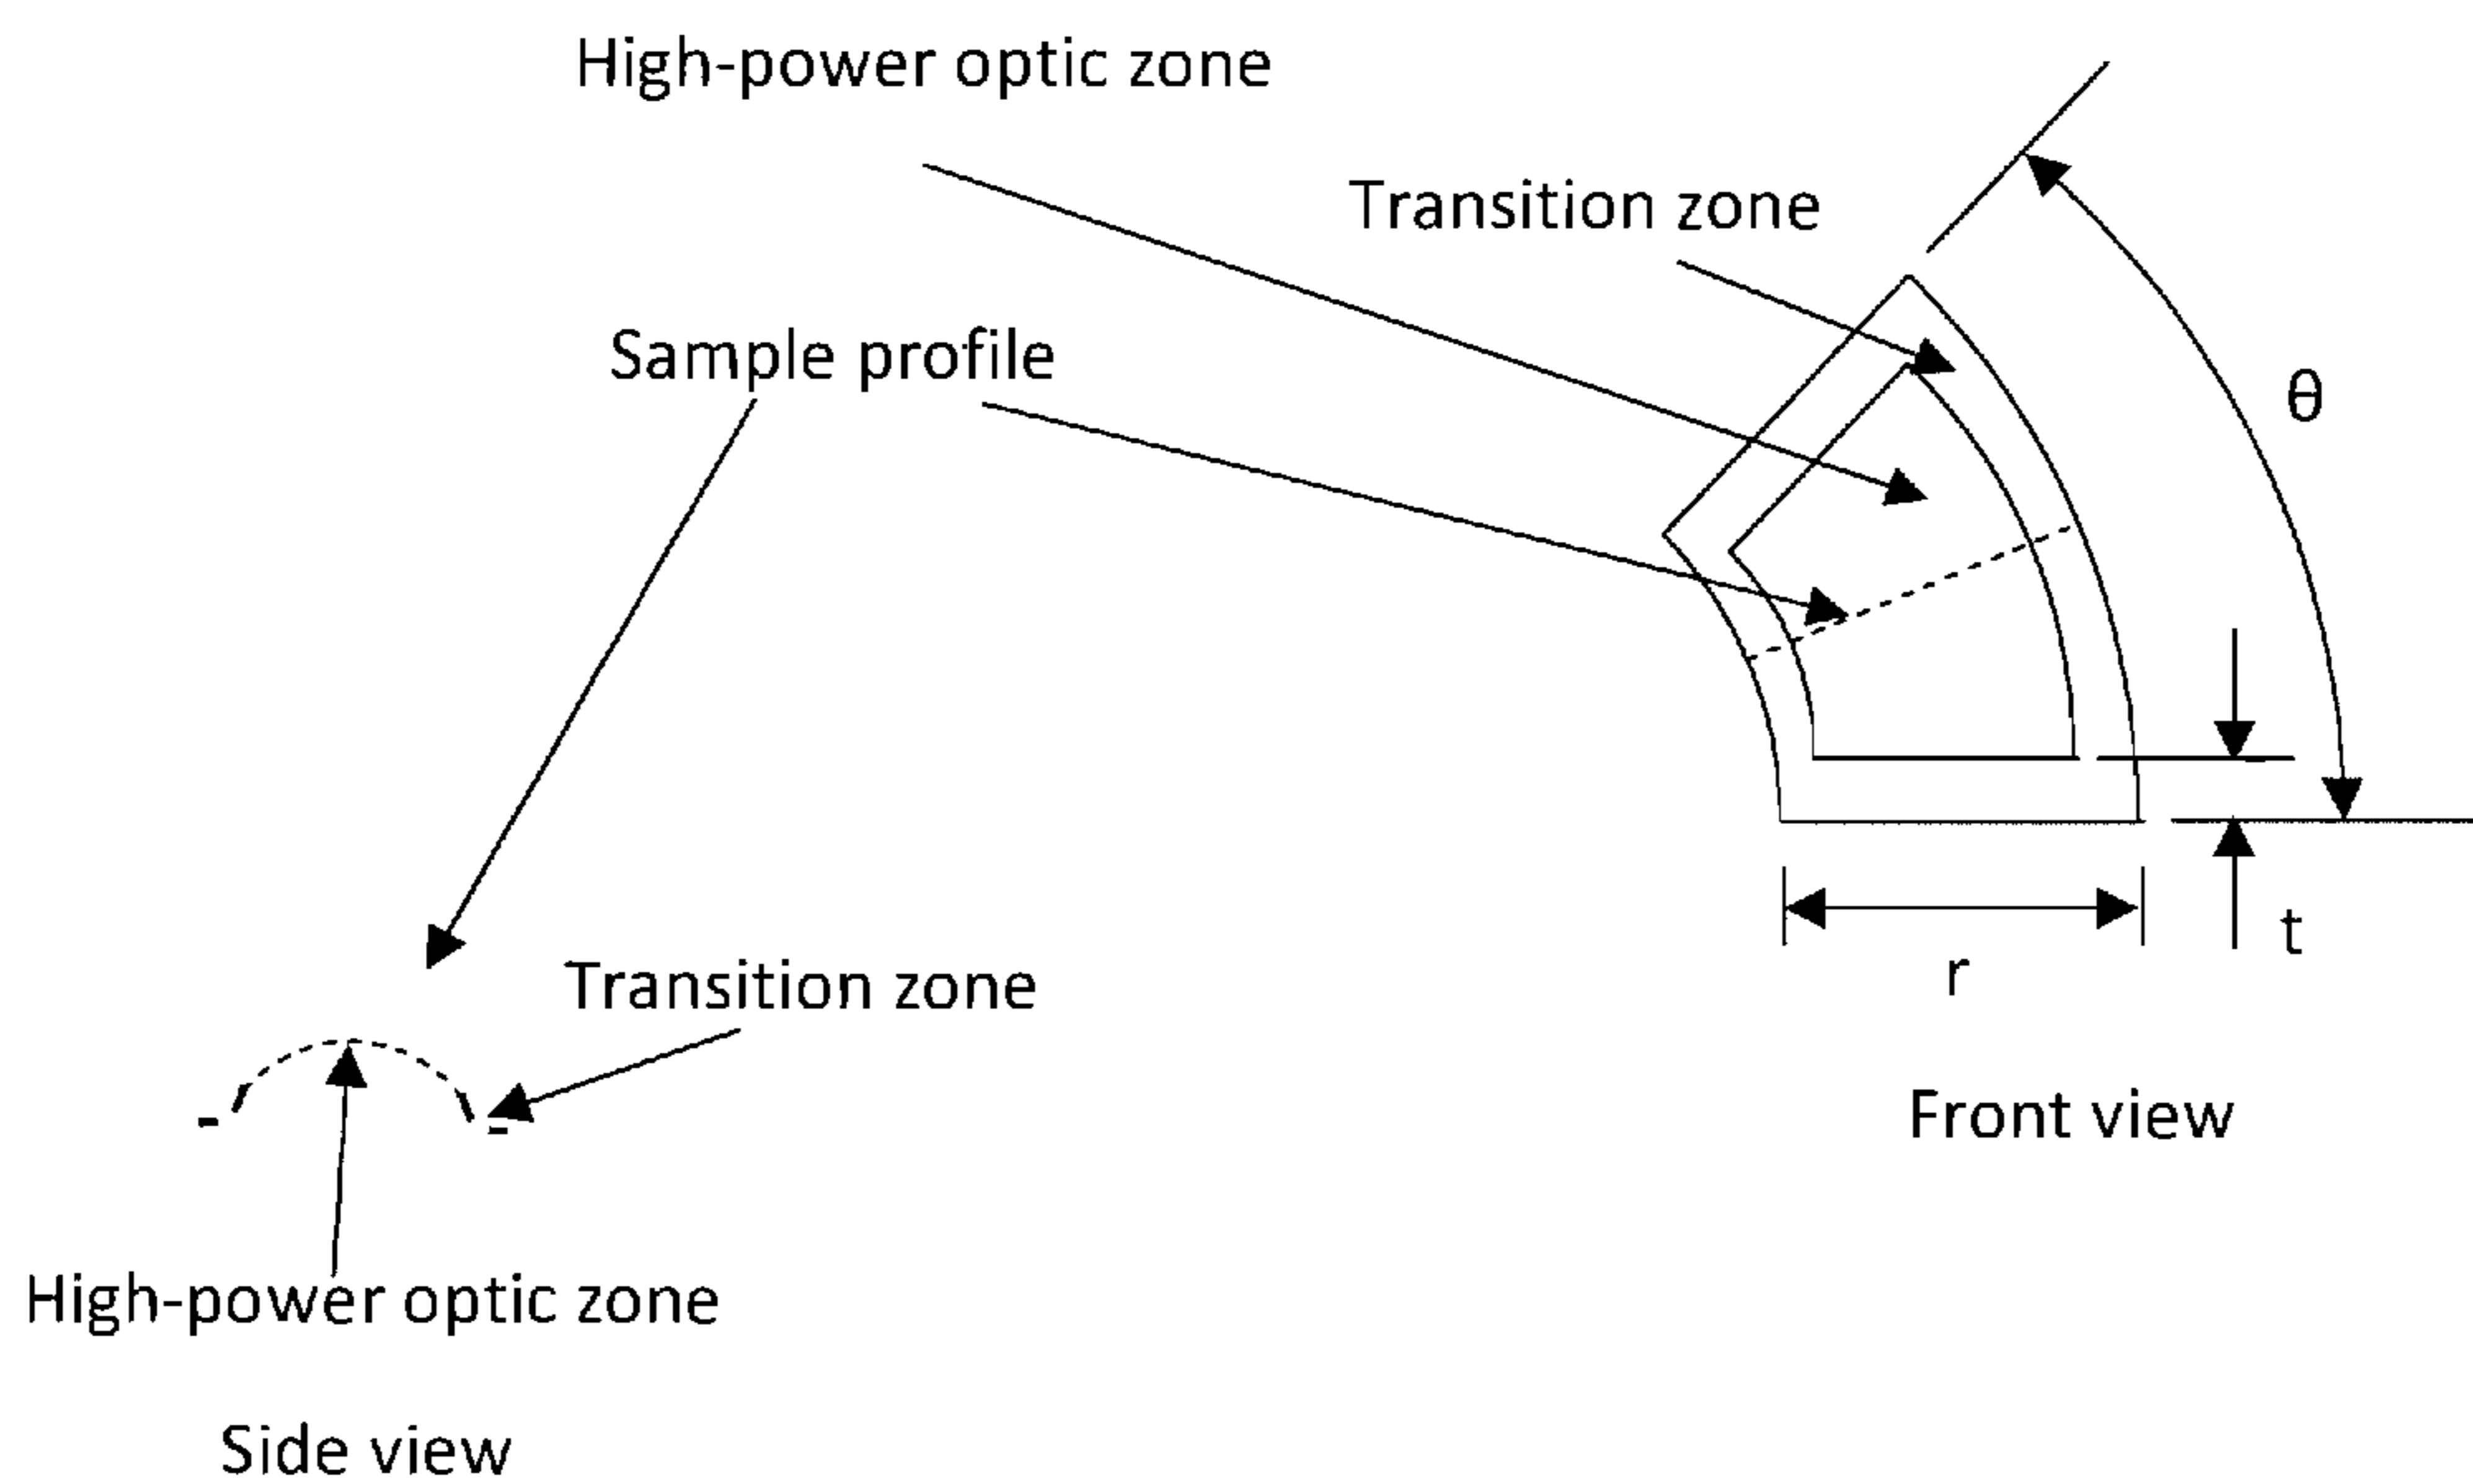 High-power optic zone
Transition zone
Sample profile
θ
t
r
Transition zone
Front view
High-power optic zone
Side view